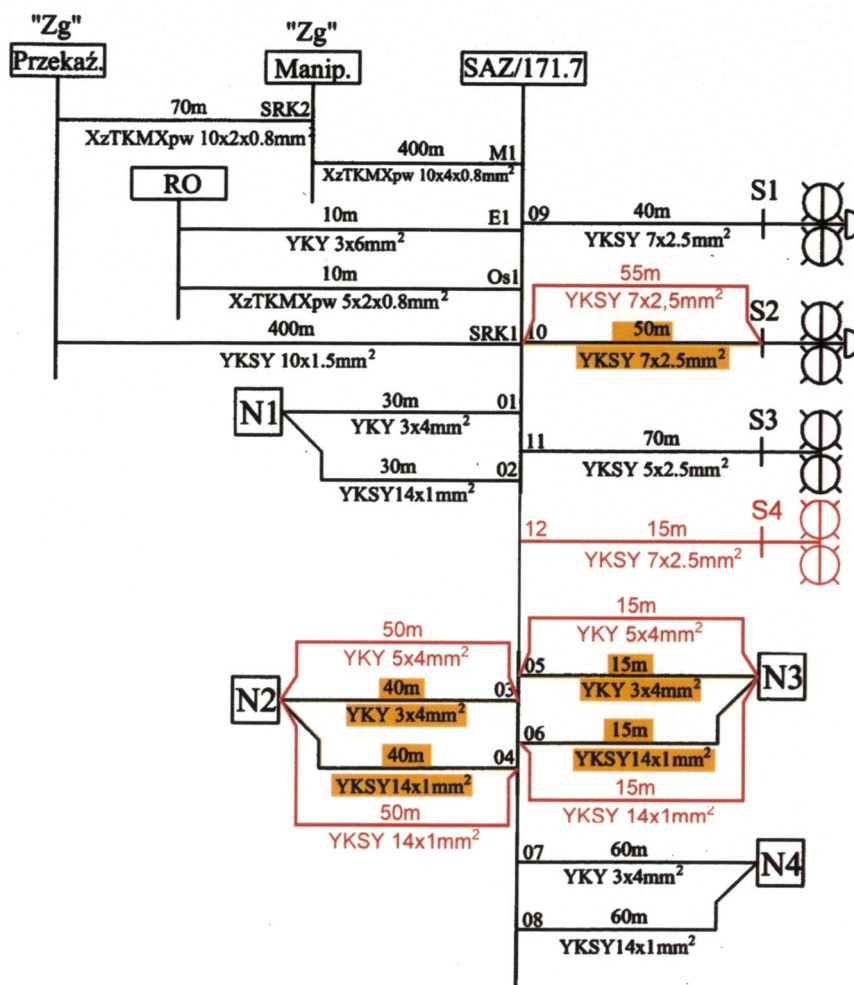 "Zg"
Przekaź.
"Zg"
Manip.
SAZ/171.7
70m SRK2
XzTKMXpw 10x2x0.8mm
400m M1
XzTKMXpw 10x4x0.8mm²
RO
10m E1
YKY 3x6mm²
09 40m S1
YKSY 7x2.5mm²
10m Os1
XzTKMXpw 5x2x0.8mm²
55m
YKSY 7x2,5mm²
400m SRK1
YKSY 10x1.5mm²
10 50m S2
YKSY 7x2.5mm²
N1
30m 01
YKY 3x4mm²
30m 02
YKSY14x1mm²
11 70m S3
YKSY 5x2.5mm²
12 15m S4
YKSY 7x2.5mm²
50m
YKY 5x4mm²
N2
40m 03
YKY 3x4mm²
40m 04
YKSY14x1mm²
50m
YKSY 14x1mm²
15m
YKY 5x4mm²
05 15m
YKY 3x4mm²
N3
06 15m
YKSY14x1mm²
15m
YKSY 14x1mm²
07 60m
YKY 3x4mm²
N4
08 60m
YKSY14x1mm²